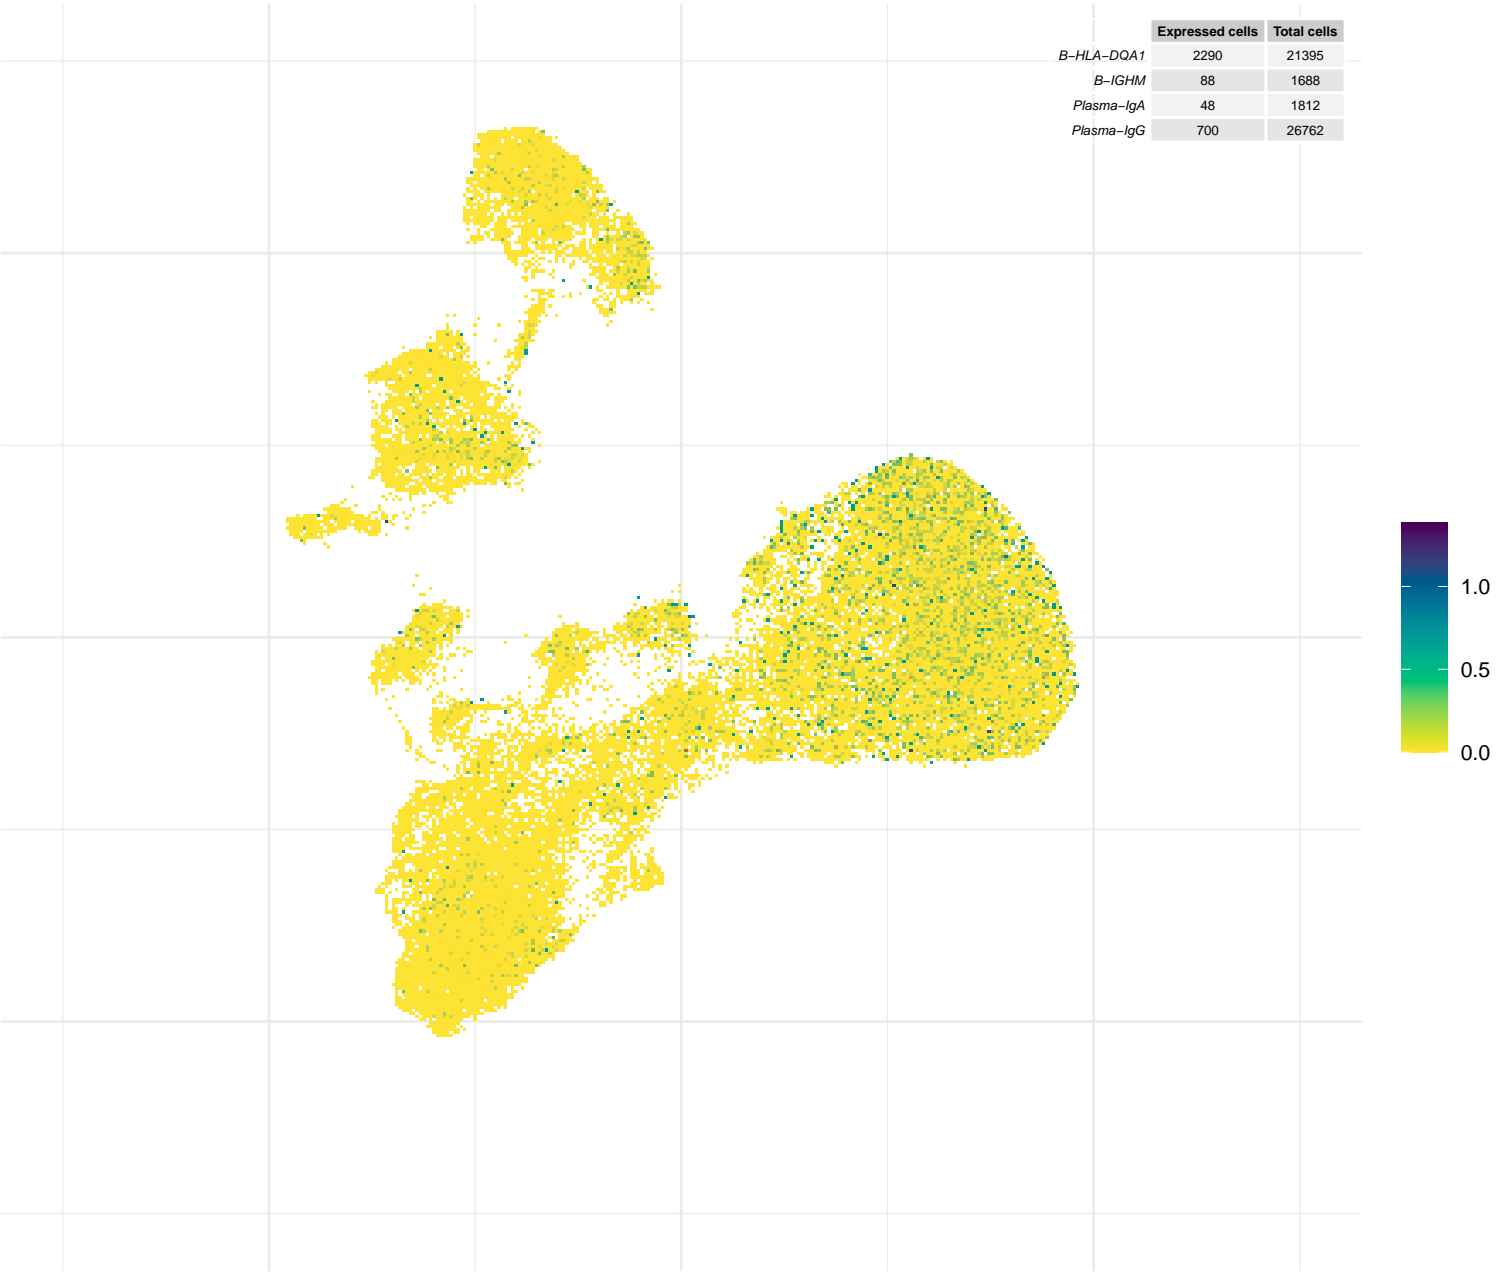 Expressed cells Total cells
B−HLA−DQA1 2290 21395
B−IGHM 88 1688
Plasma−IgA 48 1812
Plasma−IgG 700 26762
1.0
0.5
0.0